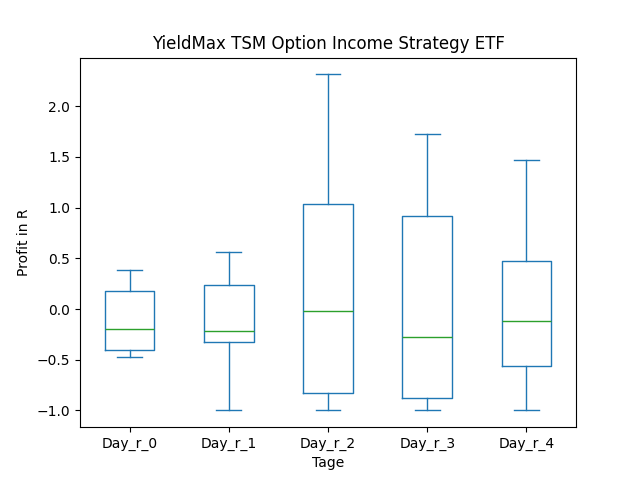 YieldMax TSM Option Income Strategy ETF
Profit in R
2.0
1.5
1.0
0.5
0.0
−0.5
−1.0
Day_r_0 Day_r_1 Day_r_2 Day_r_3 Day_r_4
Tage